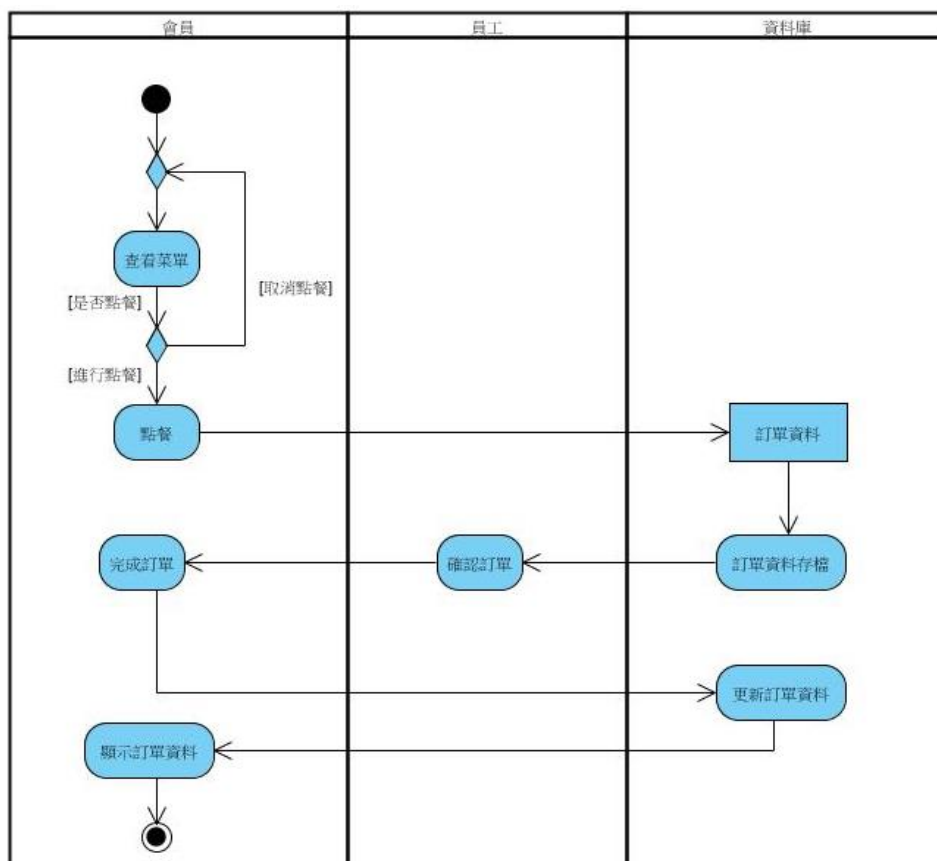 會員
員工
資料庫
查看菜單
[是否點餐]
[取消點餐]
[進行點餐]
點餐
訂單資料
完成訂單
確認訂單
訂單資料存檔
更新訂單資料
顯示訂單資料